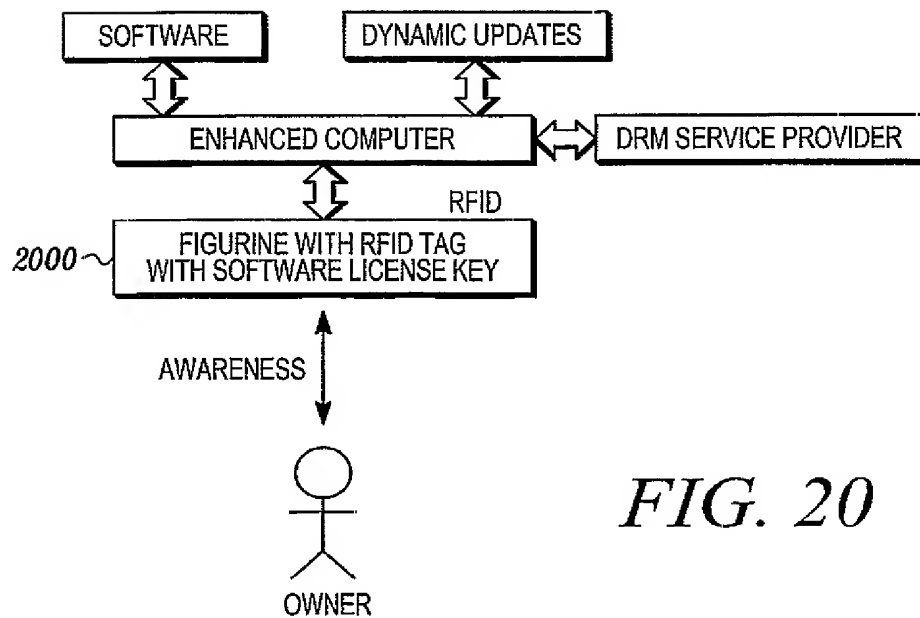 SOFTWARE
DYNAMIC UPDATES
ENHANCED COMPUTER
DRM SERVICE PROVIDER
RFID
2000
FIGURINE WITH RFID TAG
WITH SOFTWARE LICENSE KEY
AWARENESS
OWNER
FIG. 20